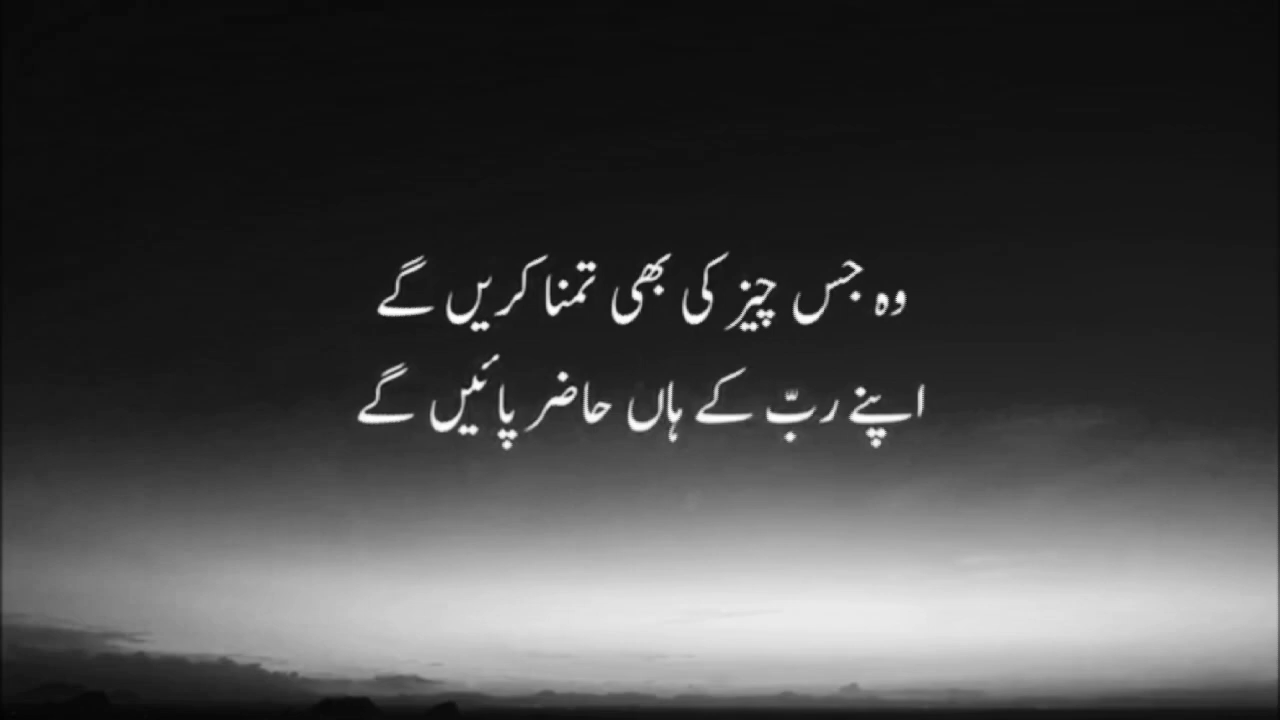 وہ جس چیز کی بھی تمنا کریں گے
اپنے ربّ کے ہاں حاضر پائیں گے